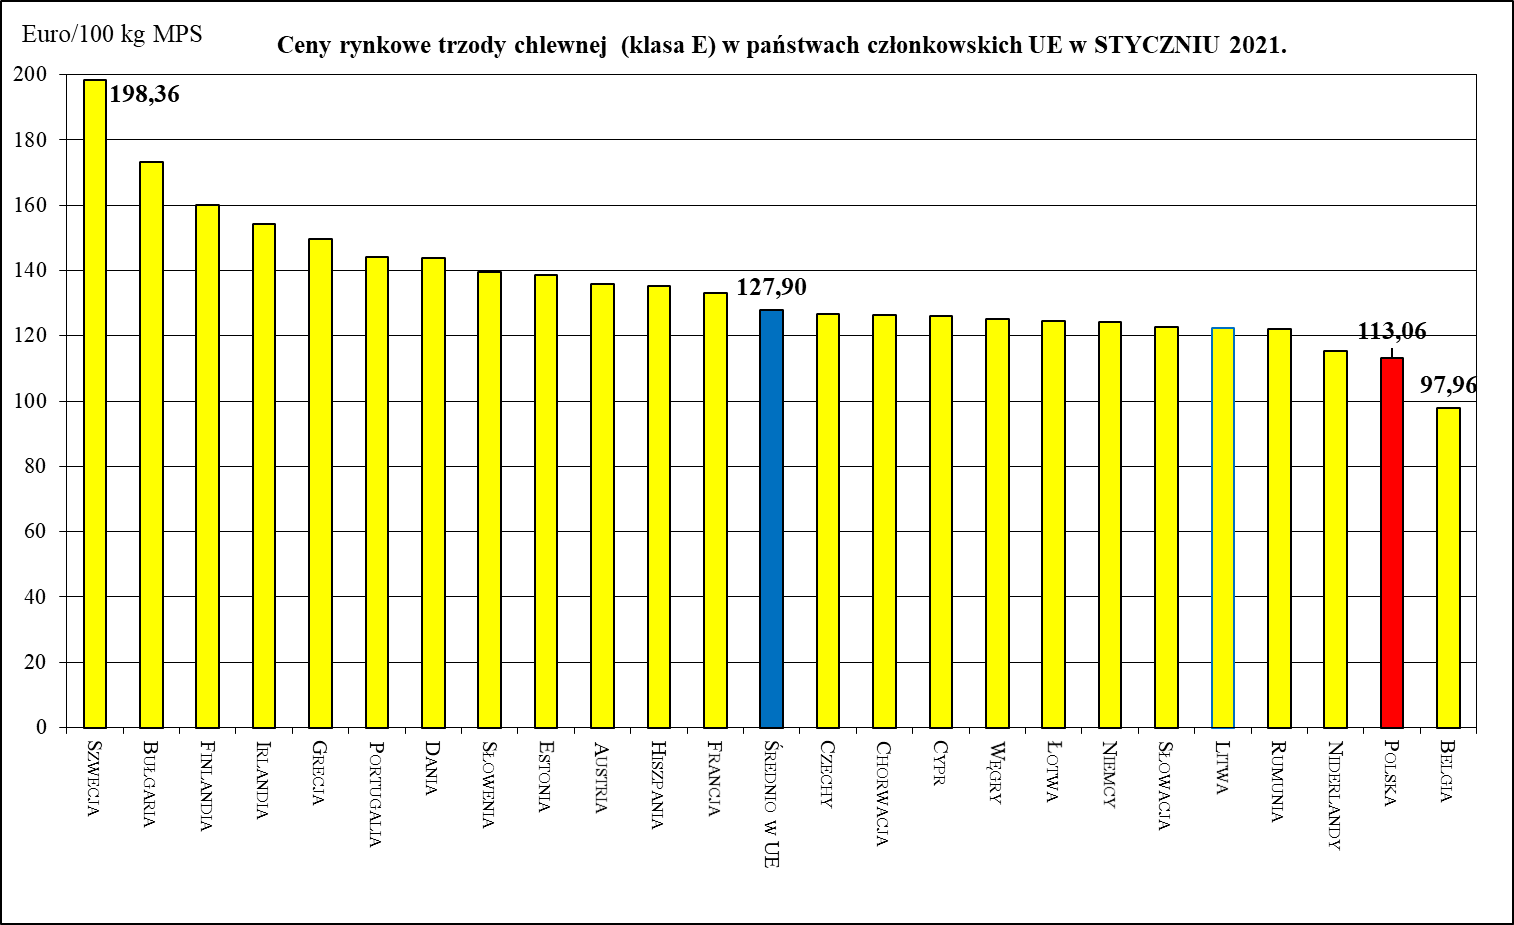 Euro/100 kg MPS
Ceny rynkowe trzody chlewnej (klasa E) w państwach członkowskich UE w STYCZNIU 2021.
200
180
160
140
120
100
80
60
40
20
0
198,36
127,90
113,06
97,96
SZWECJA
BUŁGARIA
FINLANDIA
IRLANDIA
GRECJA
PORTUGALIA
DANIA
SŁOWENIA
ESTONIA
AUSTRIA
HISZPANIA
FRANCJA
ŚREDNIO W UE
CZECHY
CHORWACJA
CYPR
WĘGRY
ŁOTWA
NIEMCY
SŁOWACJA
LITWA
RUMUNIA
NIDERLANDY
POLSKA
BELGIA